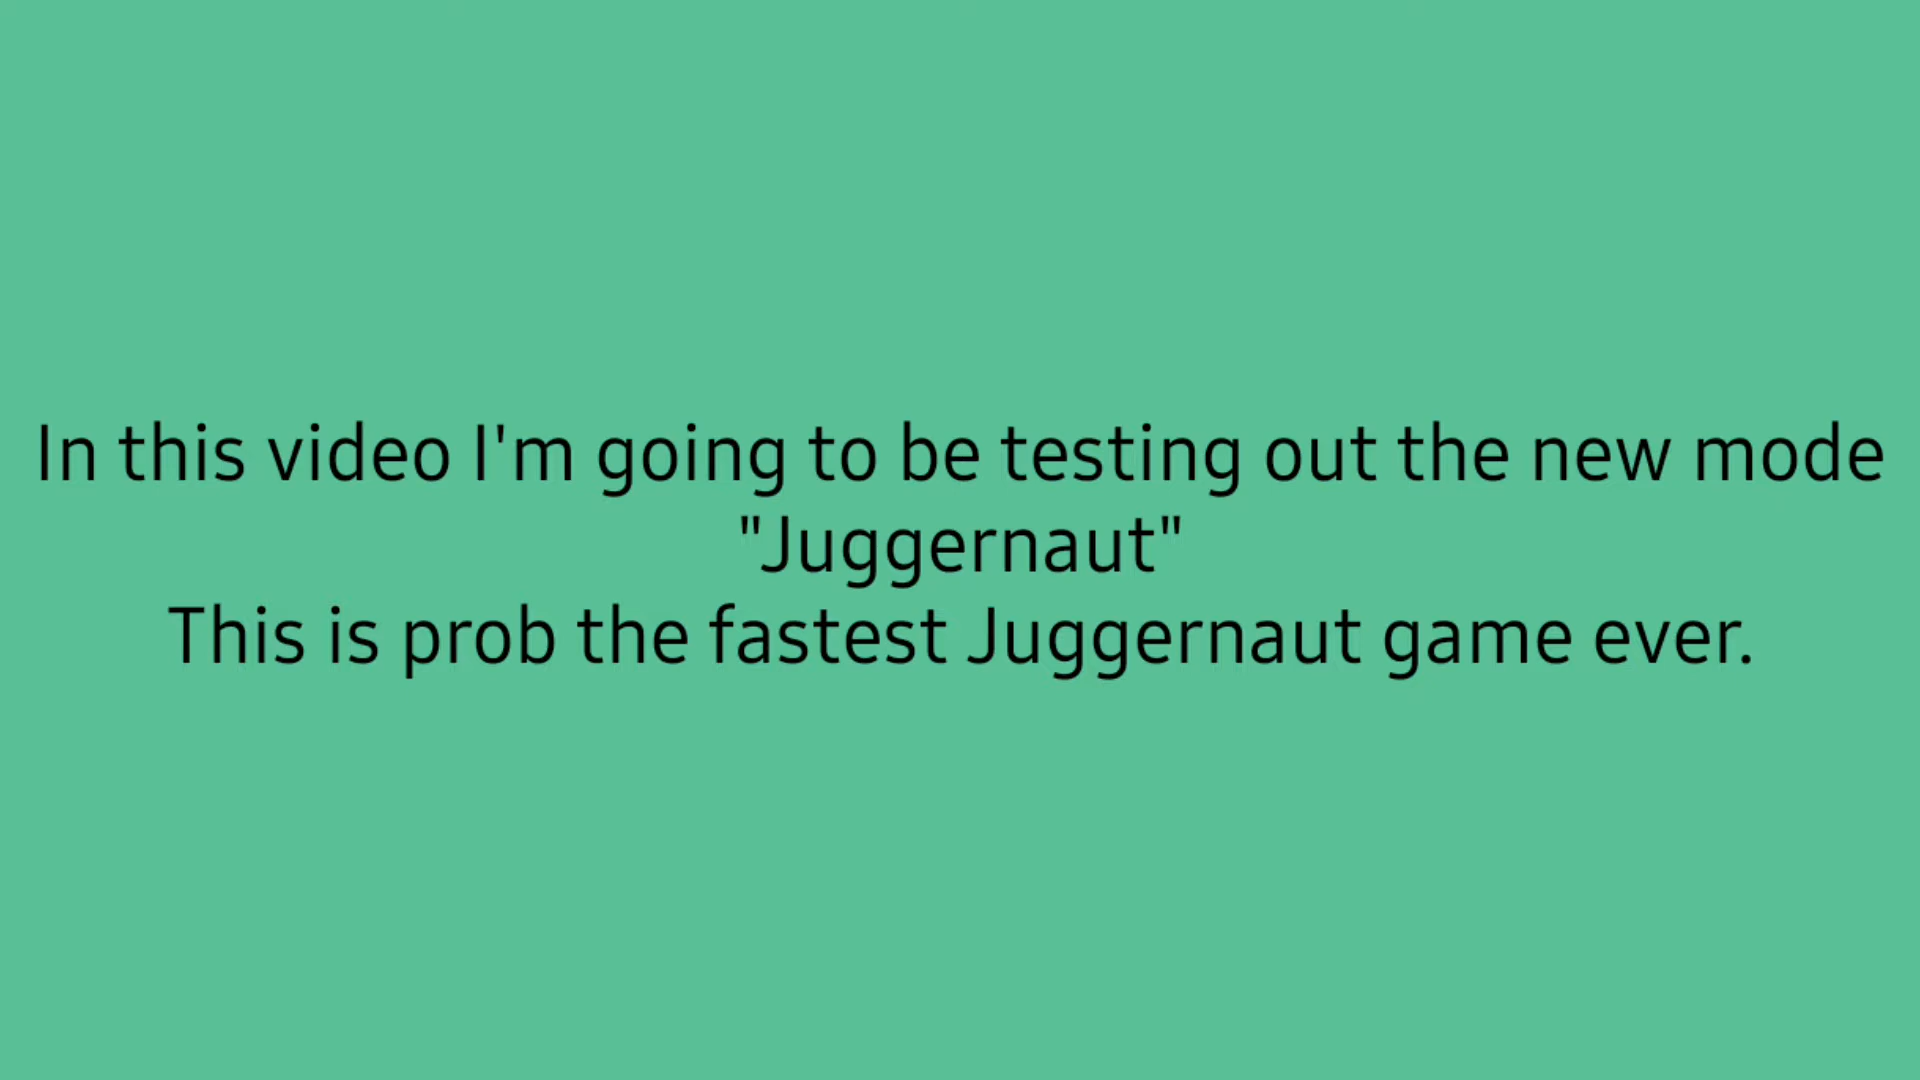 In this video I'm going to be testing out the new mode
"Juggernaut"
This is prob the fastest Juggernaut game ever.